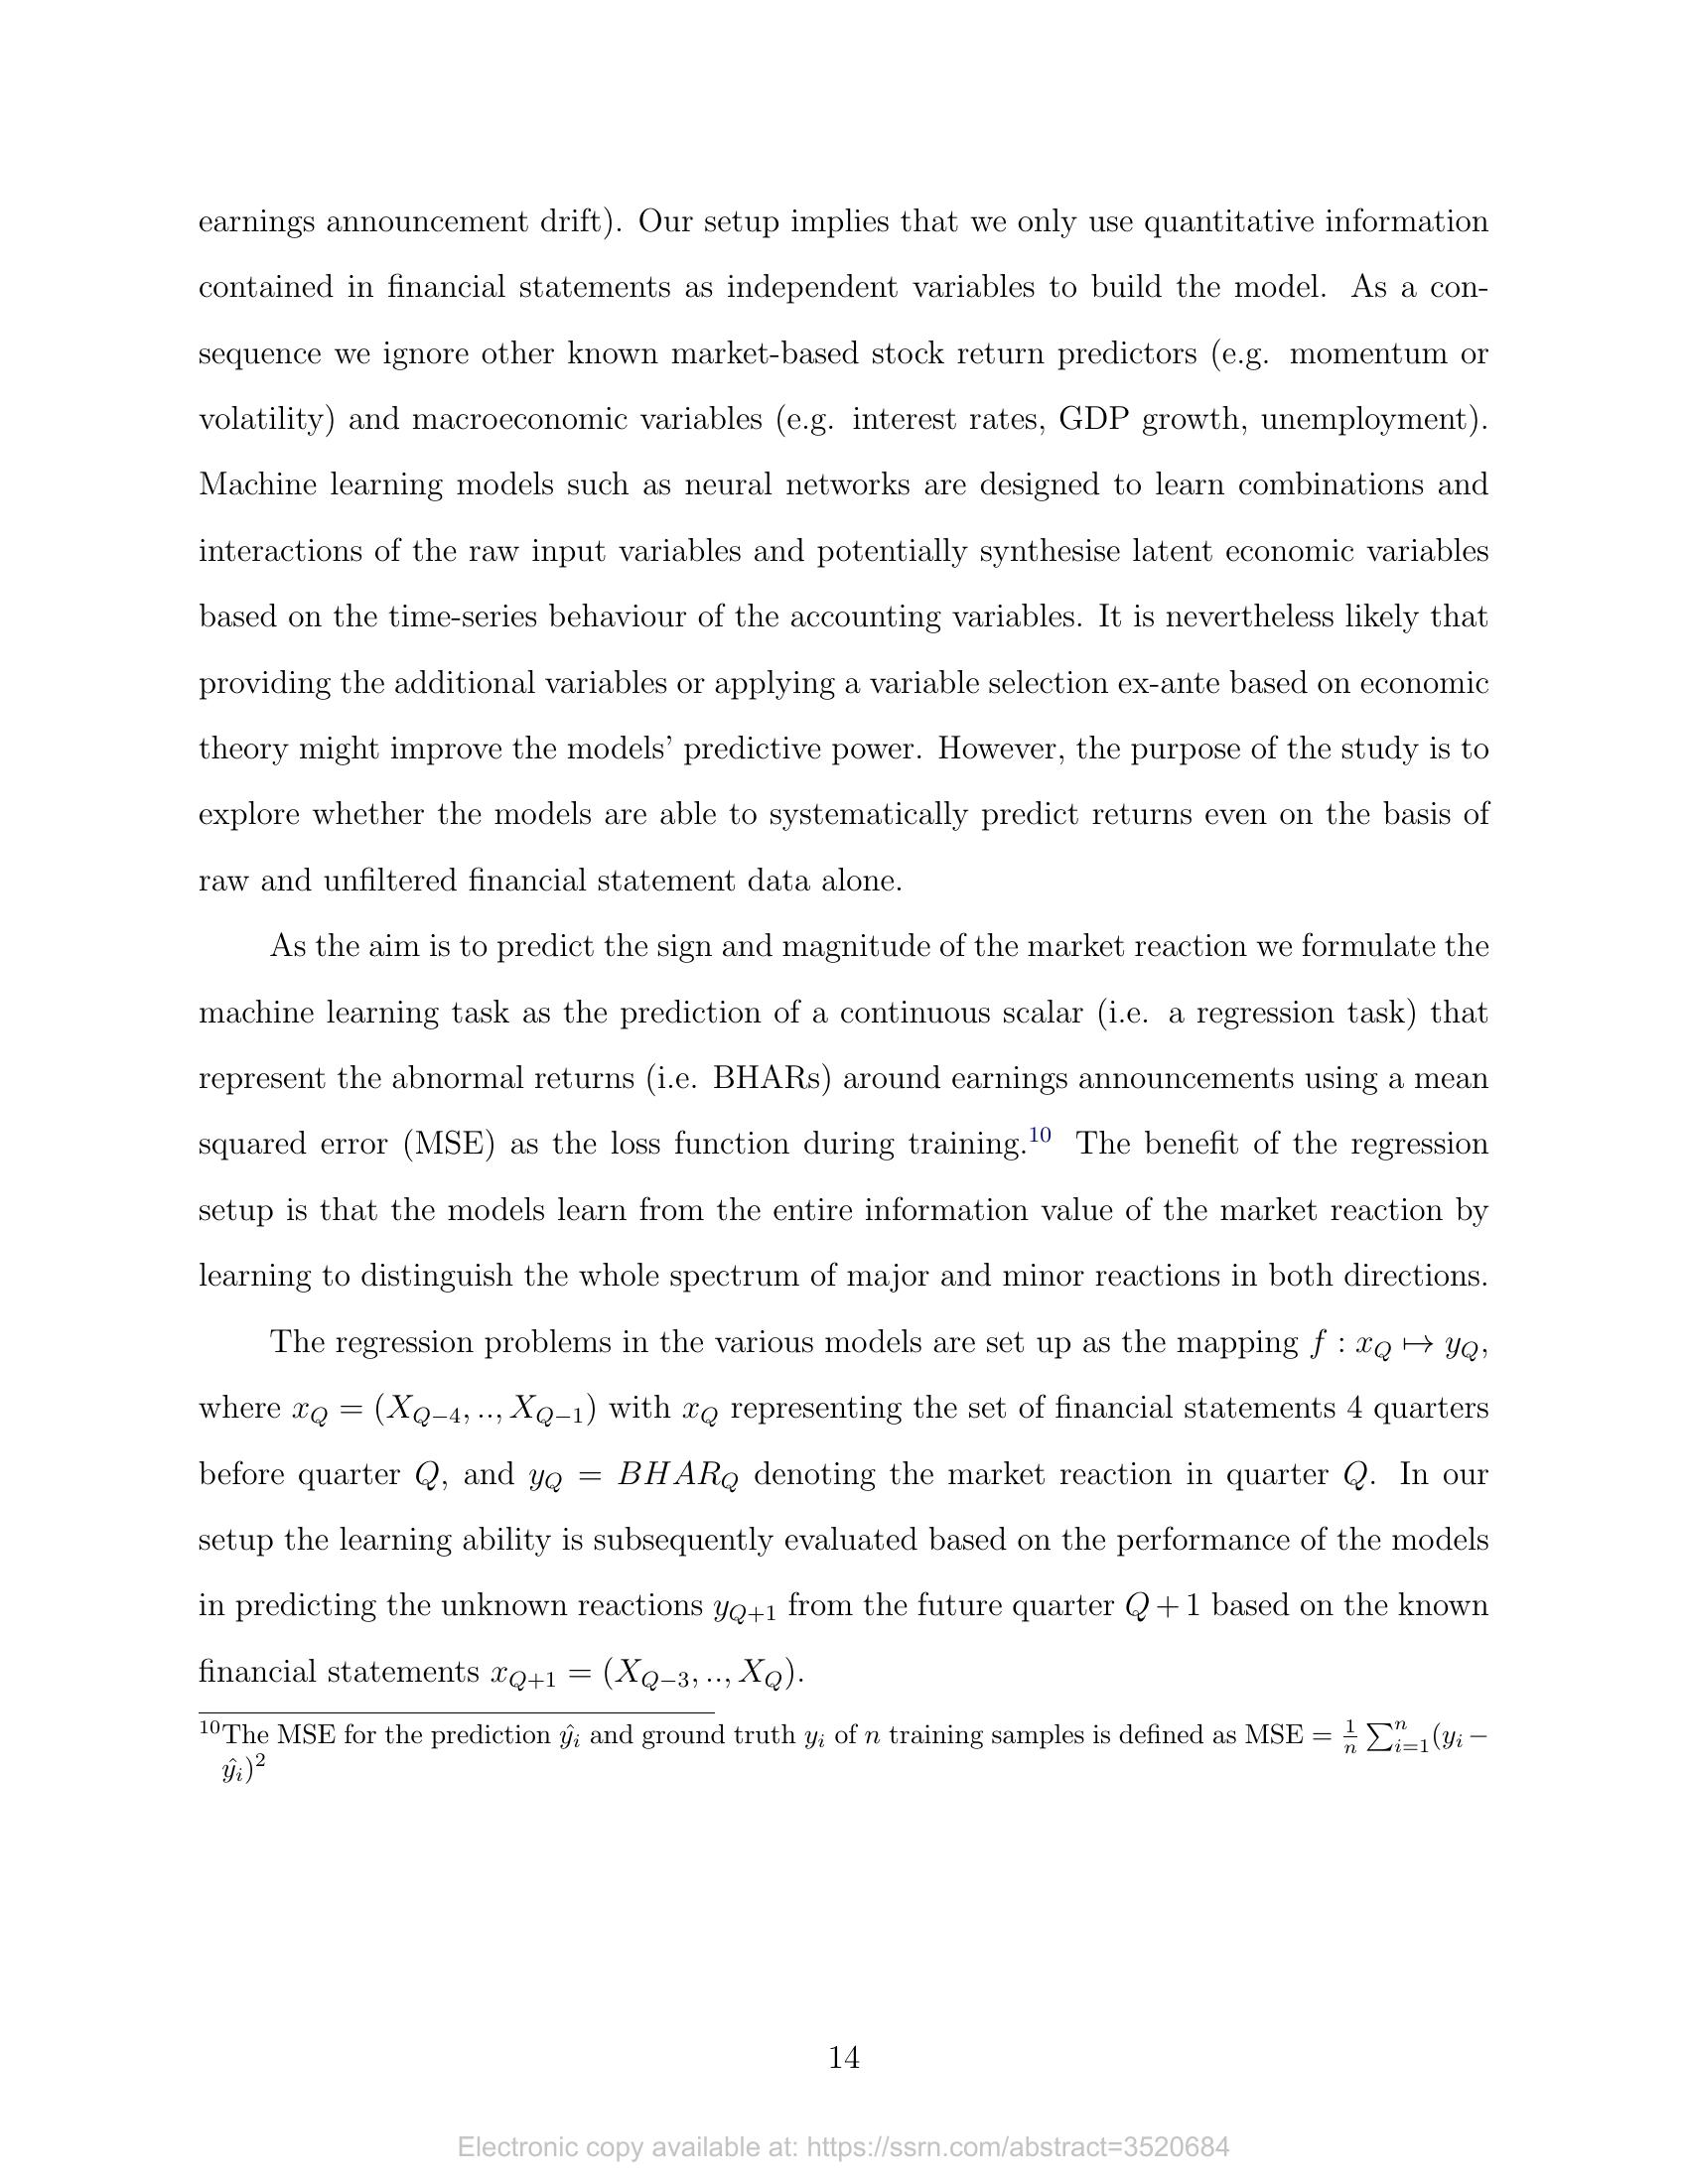 earnings announcement drift). Our setup implies that we only use quantitative information
contained in financial statements as independent variables to build the model. As a con-
sequence we ignore other known market-based stock return predictors (e.g. momentum or
volatility) and macroeconomic variables (e.g. interest rates, GDP growth, unemployment).
Machine learning models such as neural networks are designed to learn combinations and
interactions of the raw input variables and potentially synthesise latent economic variables
based on the time-series behaviour of the accounting variables. It is nevertheless likely that
providing the additional variables or applying a variable selection ex-ante based on economic
theory might improve the models’ predictive power. However, the purpose of the study is to
explore whether the models are able to systematically predict returns even on the basis of
raw and unfiltered financial statement data alone.
As the aim is to predict the sign and magnitude of the market reaction we formulate the
machine learning task as the prediction of a continuous scalar (i.e. a regression task) that
represent the abnormal returns (i.e. BHARs) around earnings announcements using a mean
squared error (MSE) as the loss function during training.¹⁰ The benefit of the regression
setup is that the models learn from the entire information value of the market reaction by
learning to distinguish the whole spectrum of major and minor reactions in both directions.
The regression problems in the various models are set up as the mapping $f : x_Q \mapsto y_Q$,
where $x_Q = (X_{Q-4}, .., X_{Q-1})$ with $x_Q$ representing the set of financial statements 4 quarters
before quarter $Q$, and $y_Q = BHAR_Q$ denoting the market reaction in quarter $Q$. In our
setup the learning ability is subsequently evaluated based on the performance of the models
in predicting the unknown reactions $y_{Q+1}$ from the future quarter $Q+1$ based on the known
financial statements $x_{Q+1} = (X_{Q-3}, .., X_Q)$.
¹⁰The MSE for the prediction $\hat{y}_i$ and ground truth $y_i$ of $n$ training samples is defined as MSE = $\frac{1}{n} \sum_{i=1}^{n} (y_i -$
$\hat{y}_i)^2$
14
Electronic copy available at: https://ssrn.com/abstract=3520684